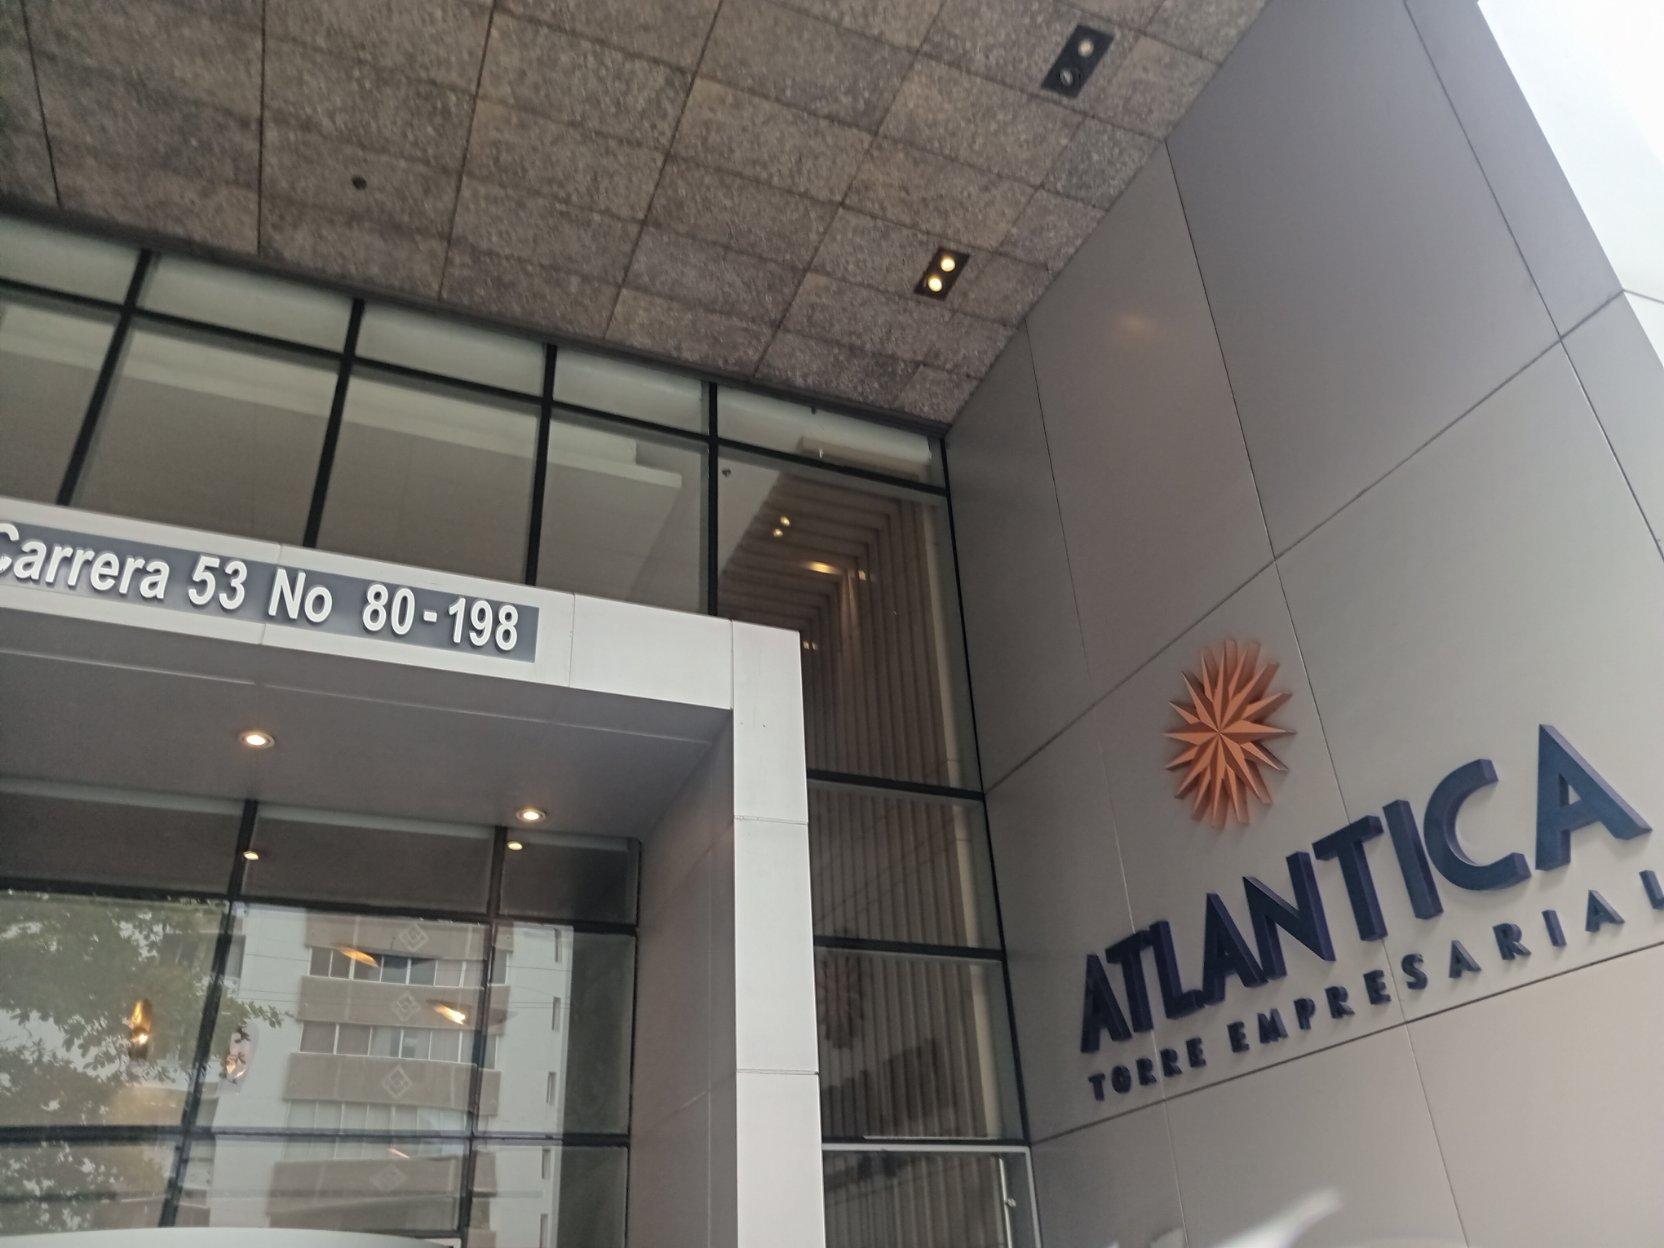 Carrera 53 No 80-198
ATLANTICA
TORRE EMPRESARIAL